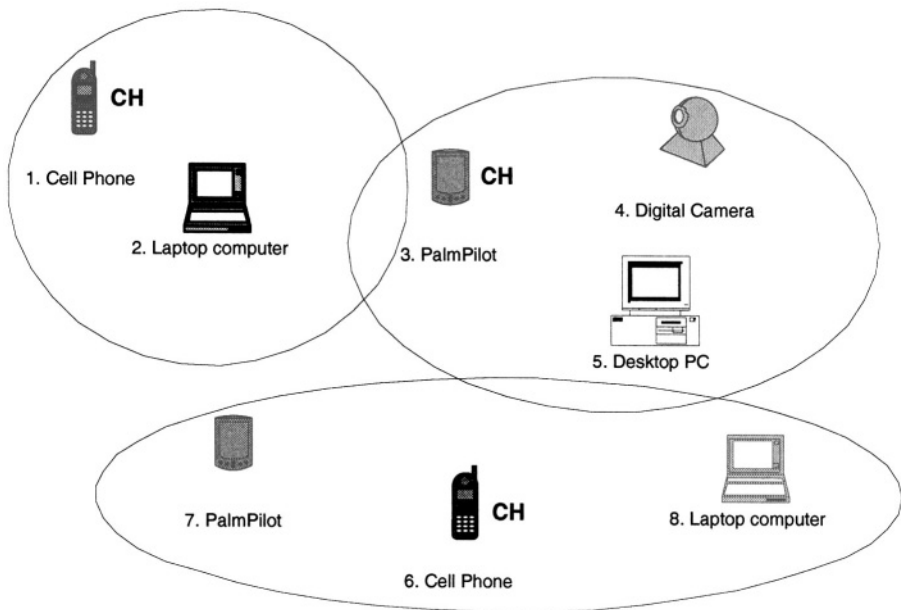 CH
1. Cell Phone
2. Laptop computer
CH
3. PalmPilot
4. Digital Camera
5. Desktop PC
7. PalmPilot
CH
6. Cell Phone
8. Laptop computer